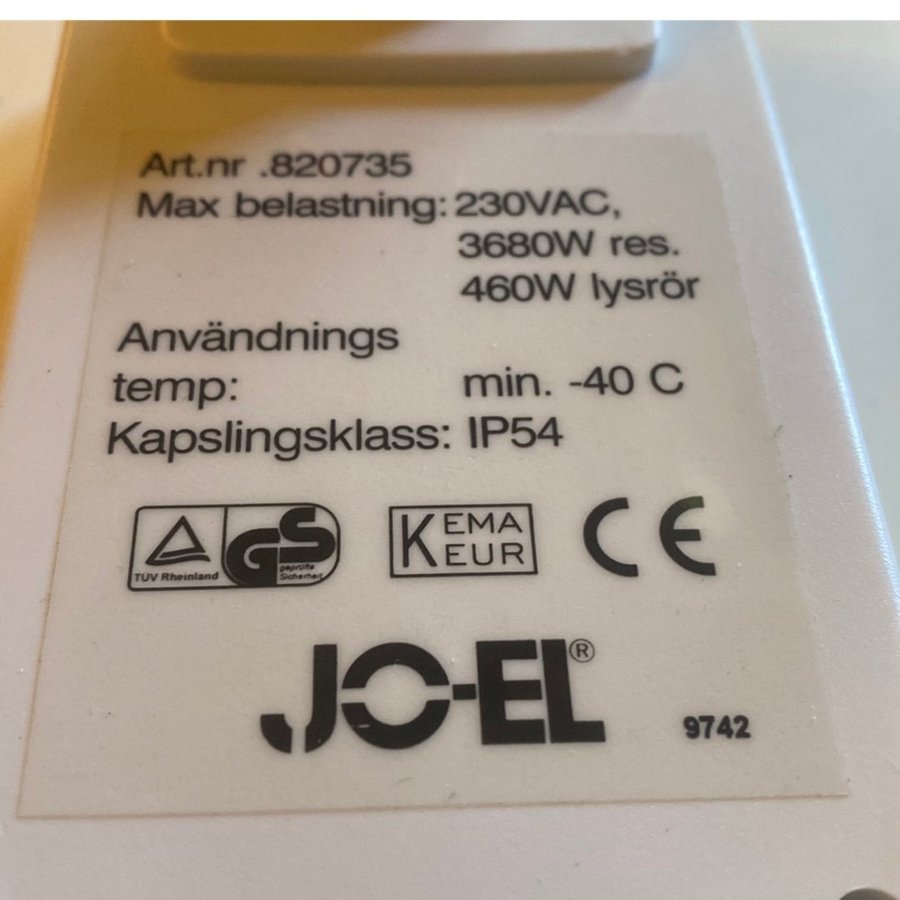 Art.nr .820735
Max belastning: 230VAC,
3680W res.
460W lysrör
Användnings
temp: min. -40 C
Kapslingsklass: IP54
TÜV Rheinland GS geprüfte Sicherheit
KEMA
KEUR
CE
JO-EL®
9742